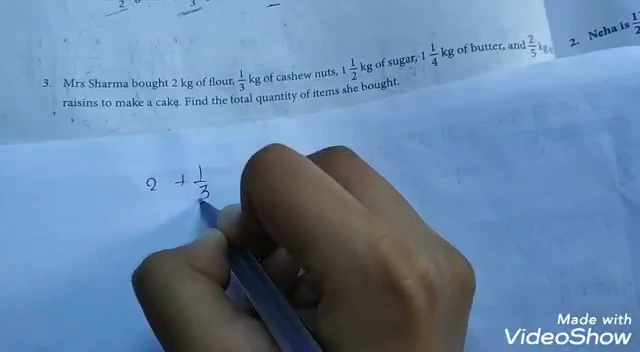 2 3
3. Mrs Sharma bought 2 kg of flour, 1/3 kg of cashew nuts, 1 1/2 kg of sugar, 1 1/4 kg of butter, and 2/5 kg
raisins to make a cake. Find the total quantity of items she bought.
2. Neha is
2 + 1/3
Made with
VideoShow